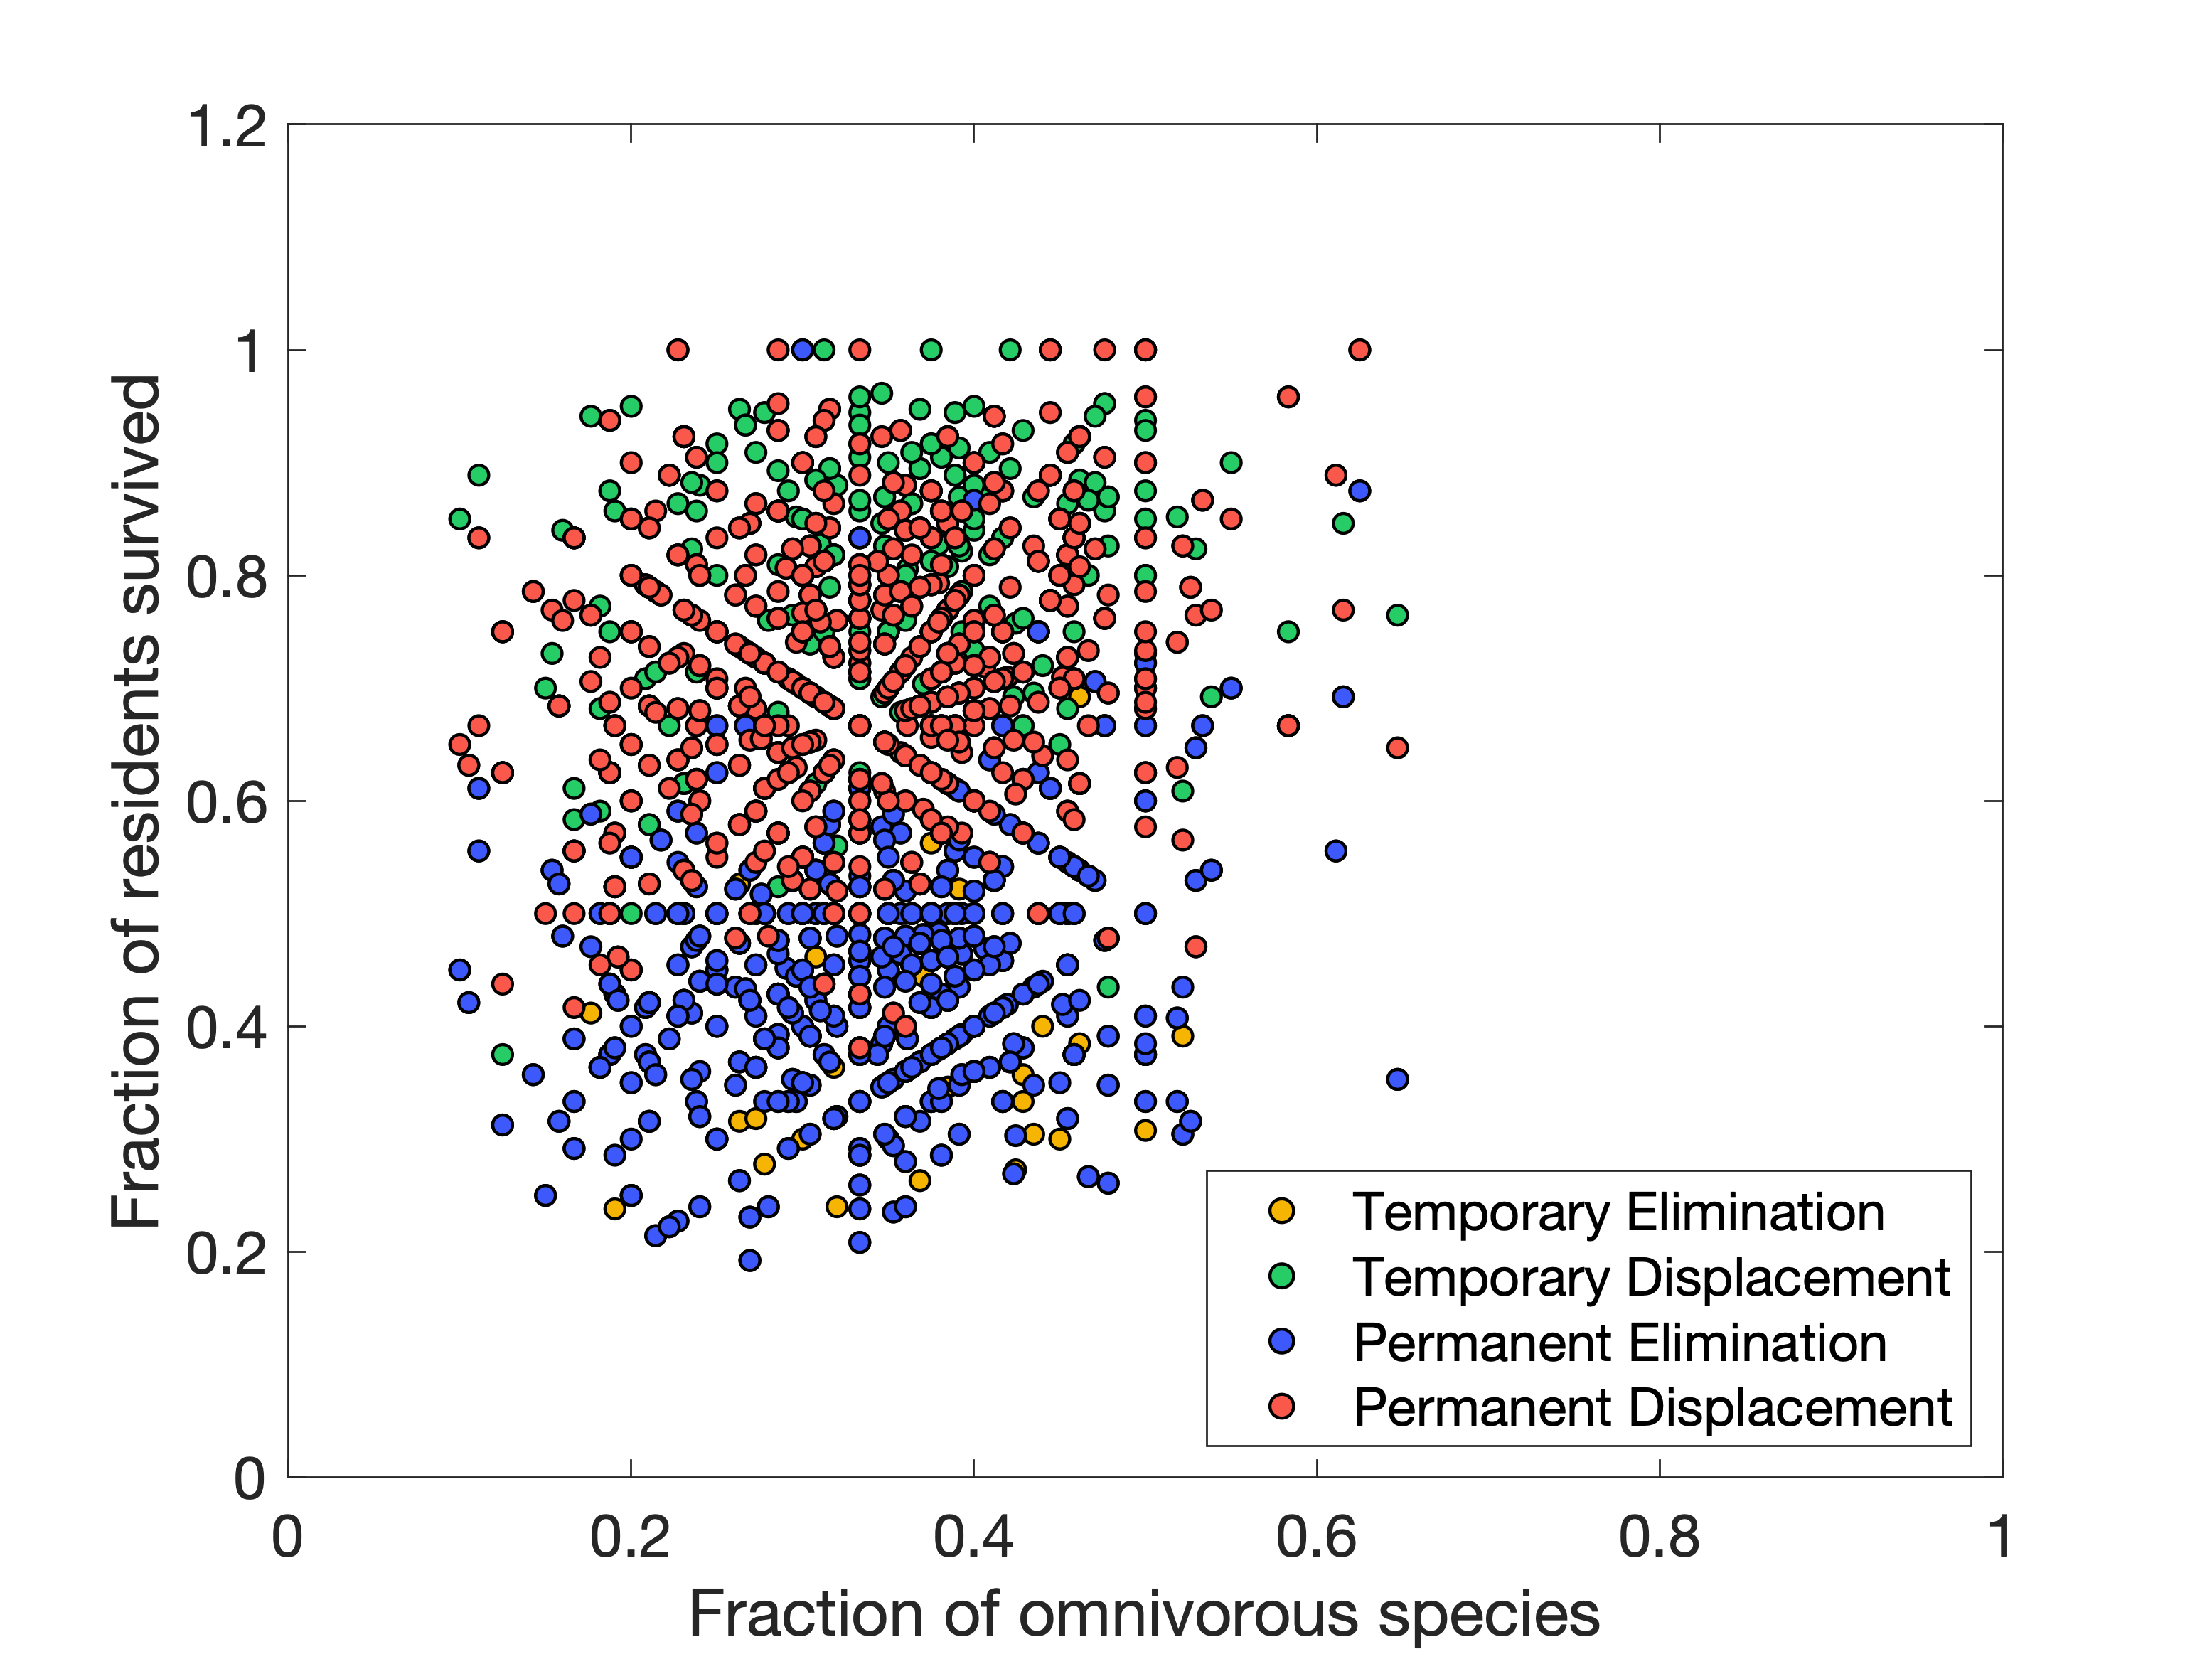 1.2
1
0.8
0.6
0.4
0.2
0
Fraction of residents survived
Temporary Elimination
Temporary Displacement
Permanent Elimination
Permanent Displacement
0 0.2 0.4 0.6 0.8 1
Fraction of omnivorous species